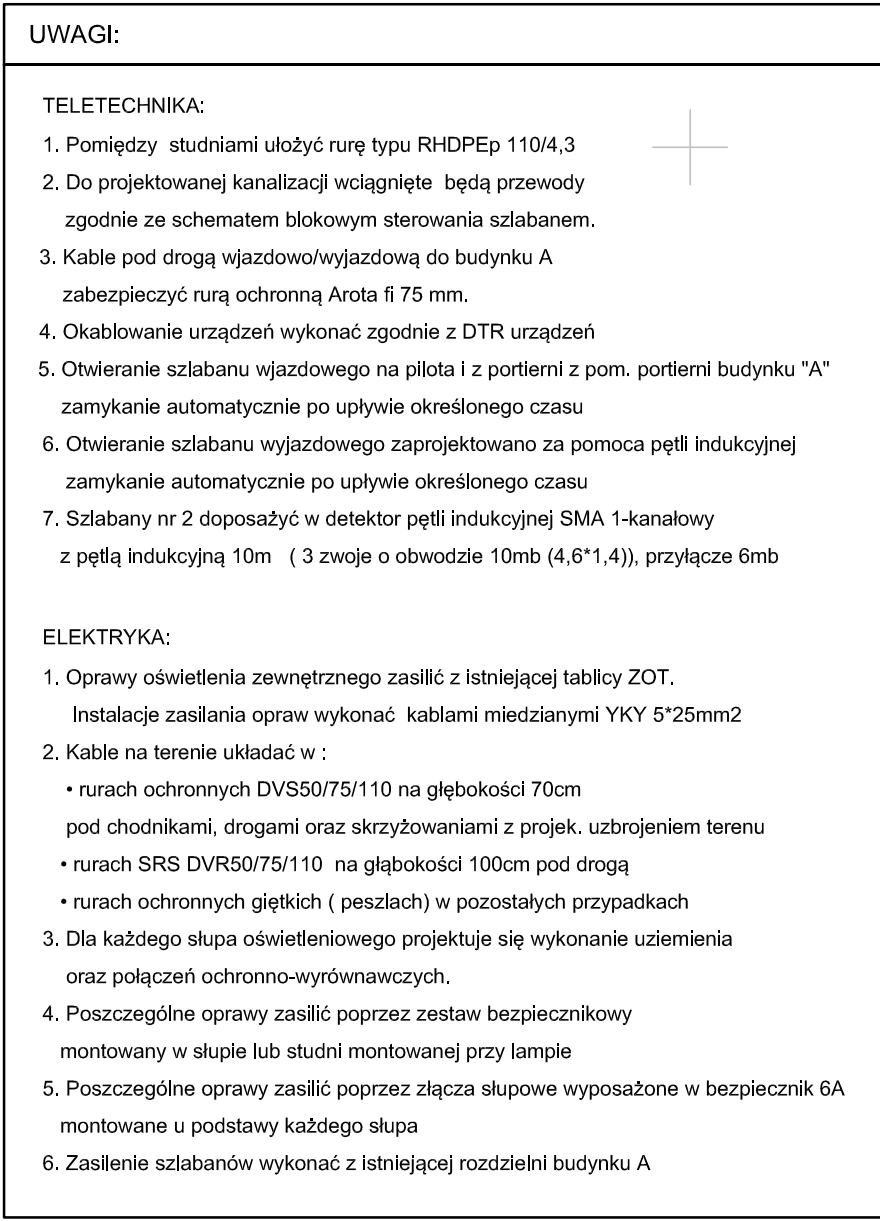 UWAGI:
TELETECHNIKA:
1. Pomiędzy studniami ułożyć rurę typu RHDPEp 110/4,3
2. Do projektowanej kanalizacji wciągnięte będą przewody
zgodnie ze schematem blokowym sterowania szlabanem.
3. Kable pod drogą wjazdowo/wyjazdową do budynku A
zabezpieczyć rurą ochronną Arota fi 75 mm.
4. Okablowanie urządzeń wykonać zgodnie z DTR urządzeń
5. Otwieranie szlabanu wjazdowego na pilota i z portierni z pom. portierni budynku "A"
zamykanie automatycznie po upływie określonego czasu
6. Otwieranie szlabanu wyjazdowego zaprojektowano za pomoca pętli indukcyjnej
zamykanie automatycznie po upływie określonego czasu
7. Szlabany nr 2 doposażyć w detektor pętli indukcyjnej SMA 1-kanałowy
z pętlą indukcyjną 10m ( 3 zwoje o obwodzie 10mb (4,6*1,4)), przyłącze 6mb
ELEKTRYKA:
1. Oprawy oświetlenia zewnętrznego zasilić z istniejącej tablicy ZOT.
Instalacje zasilania opraw wykonać kablami miedzianymi YKY 5*25mm2
2. Kable na terenie układać w :
• rurach ochronnych DVS50/75/110 na głębokości 70cm
pod chodnikami, drogami oraz skrzyżowaniami z projek. uzbrojeniem terenu
• rurach SRS DVR50/75/110 na głąbokości 100cm pod drogą
• rurach ochronnych giętkich ( peszlach) w pozostałych przypadkach
3. Dla każdego słupa oświetleniowego projektuje się wykonanie uziemienia
oraz połączeń ochronno-wyrównawczych.
4. Poszczególne oprawy zasilić poprzez zestaw bezpiecznikowy
montowany w słupie lub studni montowanej przy lampie
5. Poszczególne oprawy zasilić poprzez złącza słupowe wyposażone w bezpiecznik 6A
montowane u podstawy każdego słupa
6. Zasilenie szlabanów wykonać z istniejącej rozdzielni budynku A